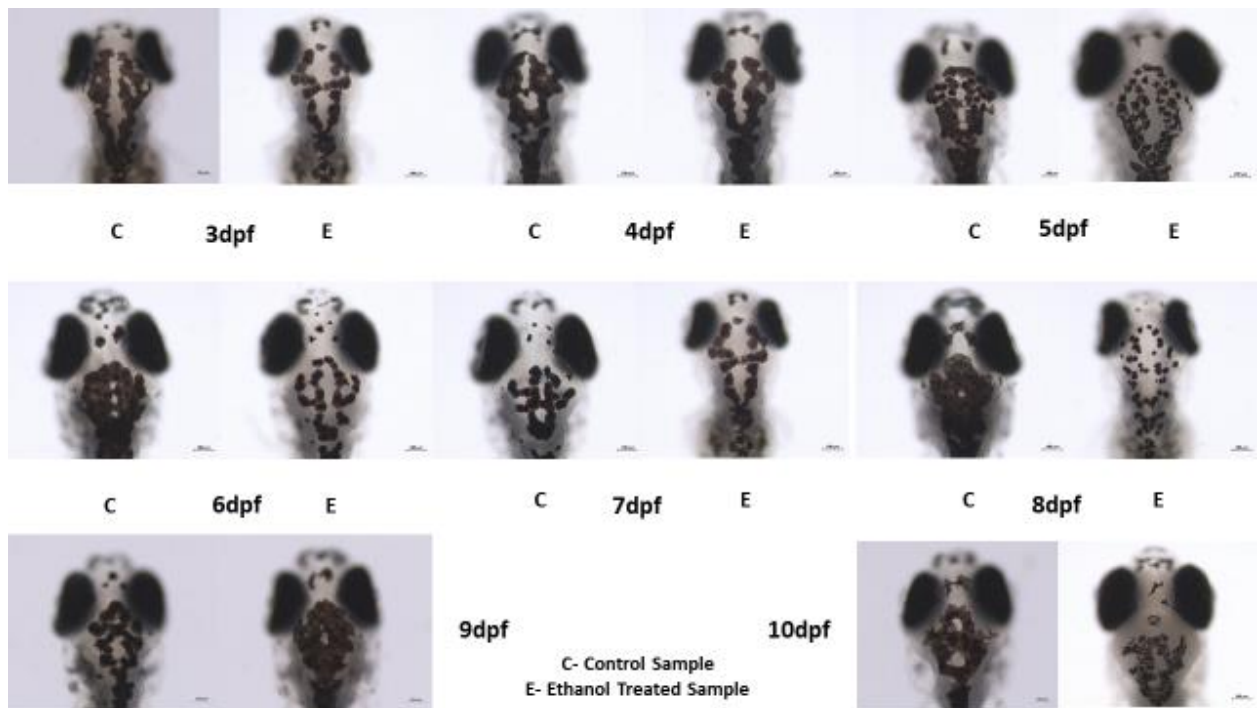 C 3dpf E C 4dpf E C 5dpf E
C 6dpf E C 7dpf E C 8dpf E
9dpf 10dpf
C- Control Sample
E- Ethanol Treated Sample